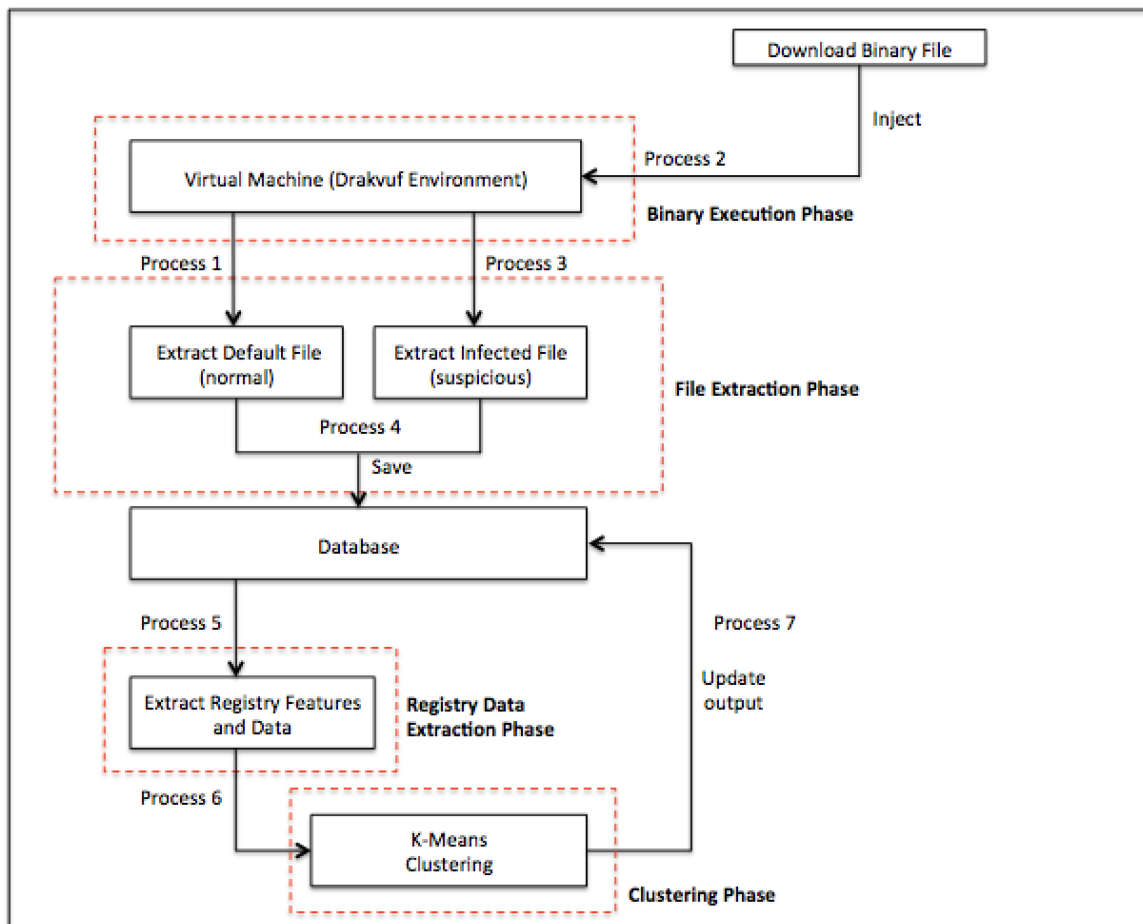 Download Binary File
Inject
Process 2
Virtual Machine (Drakvuf Environment)
Binary Execution Phase
Process 1
Process 3
Extract Default File
(normal)
Extract Infected File
(suspicious)
File Extraction Phase
Process 4
Save
Database
Process 5
Process 7
Update
output
Extract Registry Features
and Data
Registry Data
Extraction Phase
Process 6
K-Means
Clustering
Clustering Phase